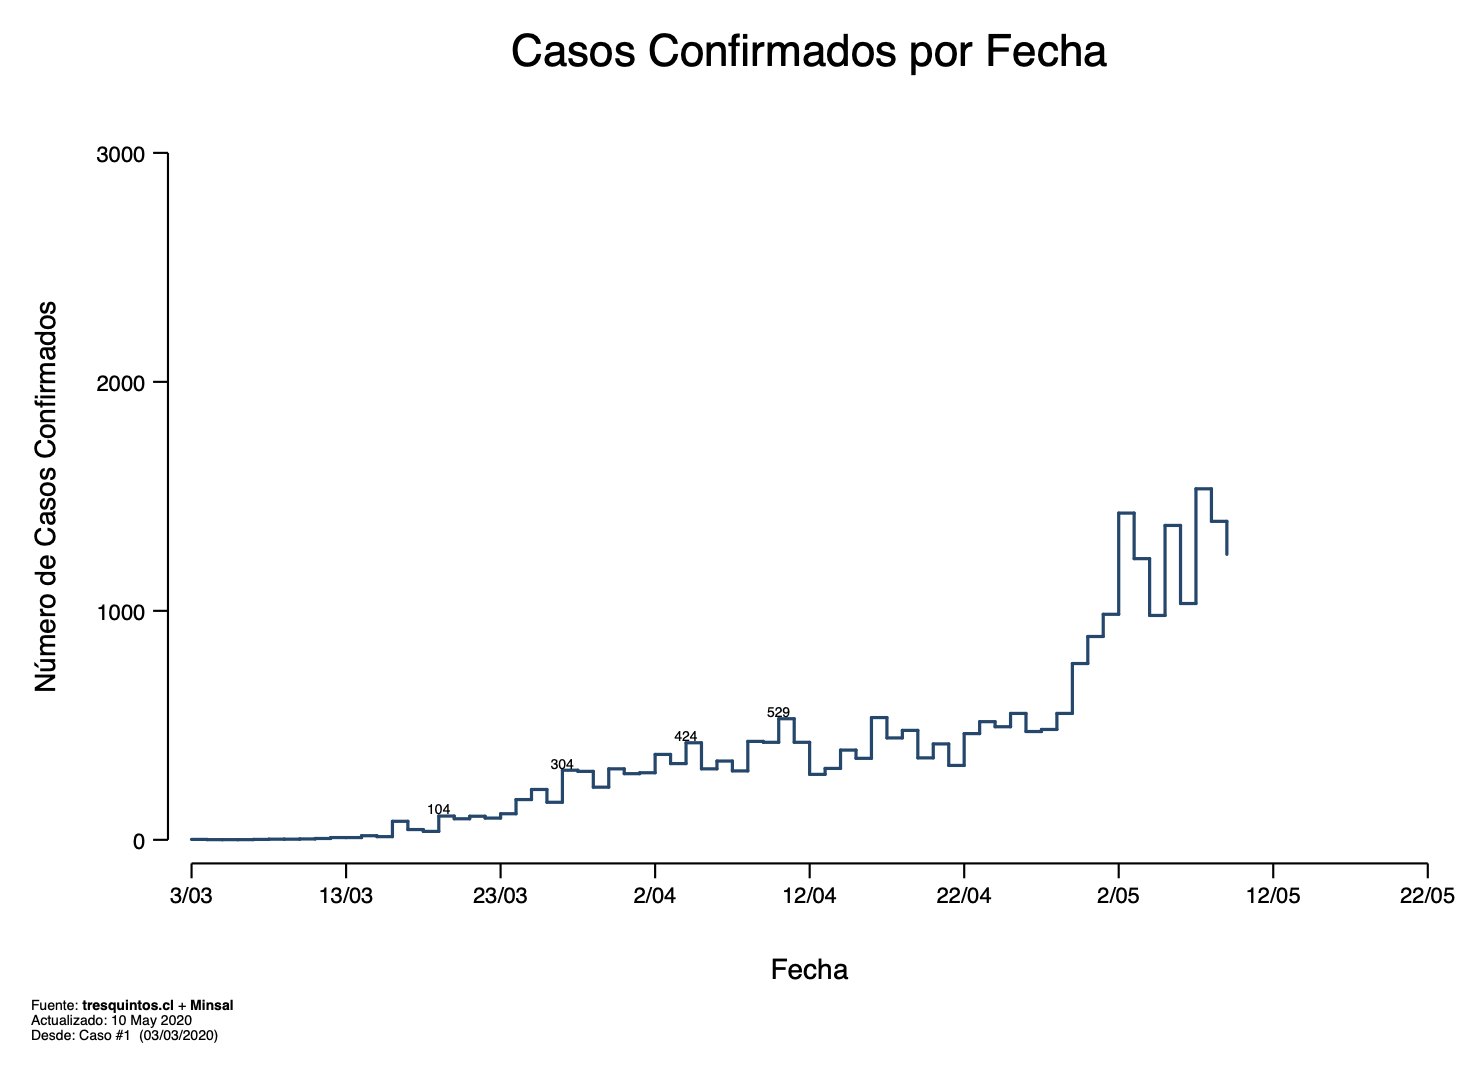 Casos Confirmados por Fecha
Número de Casos Confirmados
3000
2000
1000
0
104
304
424
529
3/03
13/03
23/03
2/04
12/04
22/04
2/05
12/05
22/05
Fecha
Fuente: tresquintos.cl + Minsal
Actualizado: 10 May 2020
Desde: Caso #1  (03/03/2020)